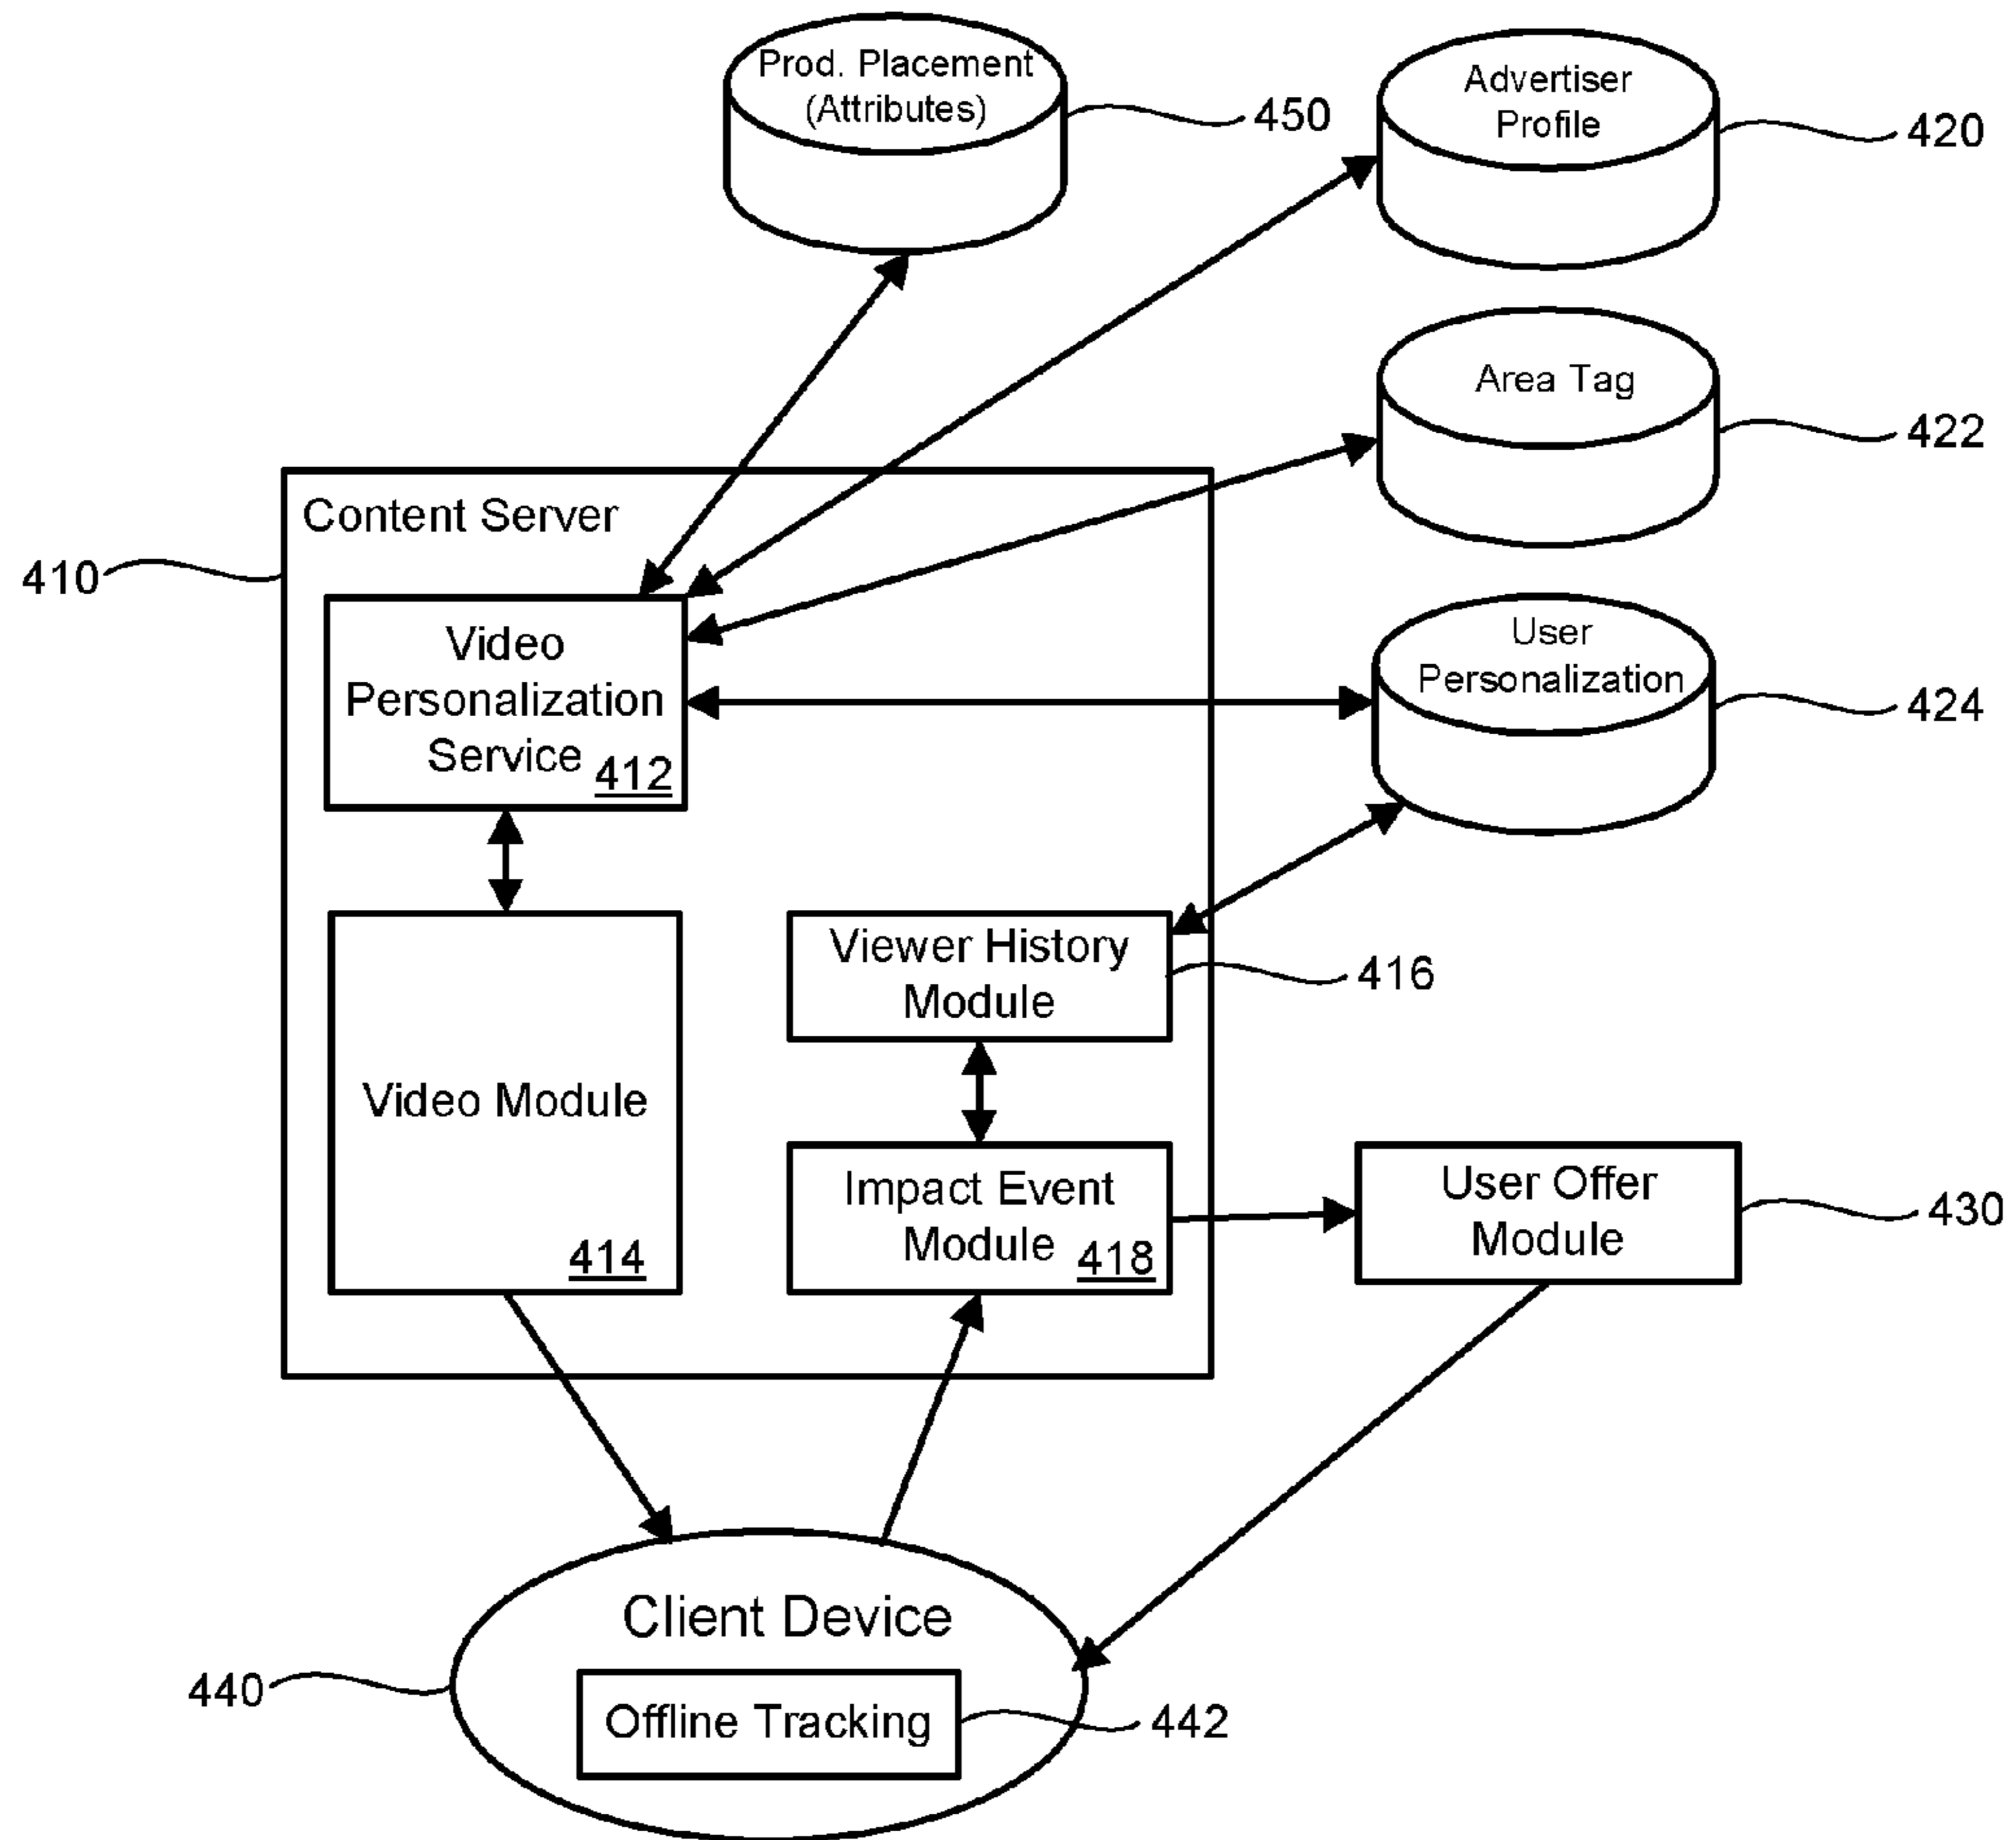 Prod. Placement
(Attributes)
450
Advertiser
Profile
420
Area Tag
422
Content Server
410
Video
Personalization
Service 412
User
Personalization
424
Viewer History
Module
416
Video Module
414
Impact Event
Module 418
User Offer
Module
430
Client Device
440
Offline Tracking
442